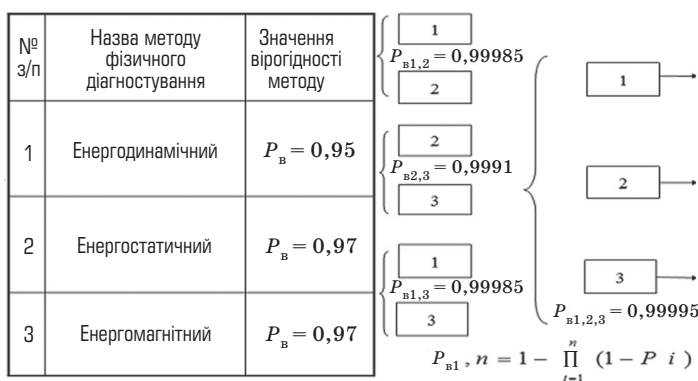 №
з/п
Назва методу
фізичного
діагностування
Значення
вірогідності
методу
1
Енергодинамічний
Pв = 0,95
2
Енергостатичний
Pв = 0,97
3
Енергомагнітний
Pв = 0,97
1
Pв1,2 = 0,99985
2
2
Pв2,3 = 0,9991
3
1
Pв1,3 = 0,99985
3
1
2
3
Pв1,2,3 = 0,99995
Pв1 , n = 1 − ∏ (1 − P i )
n
i=1